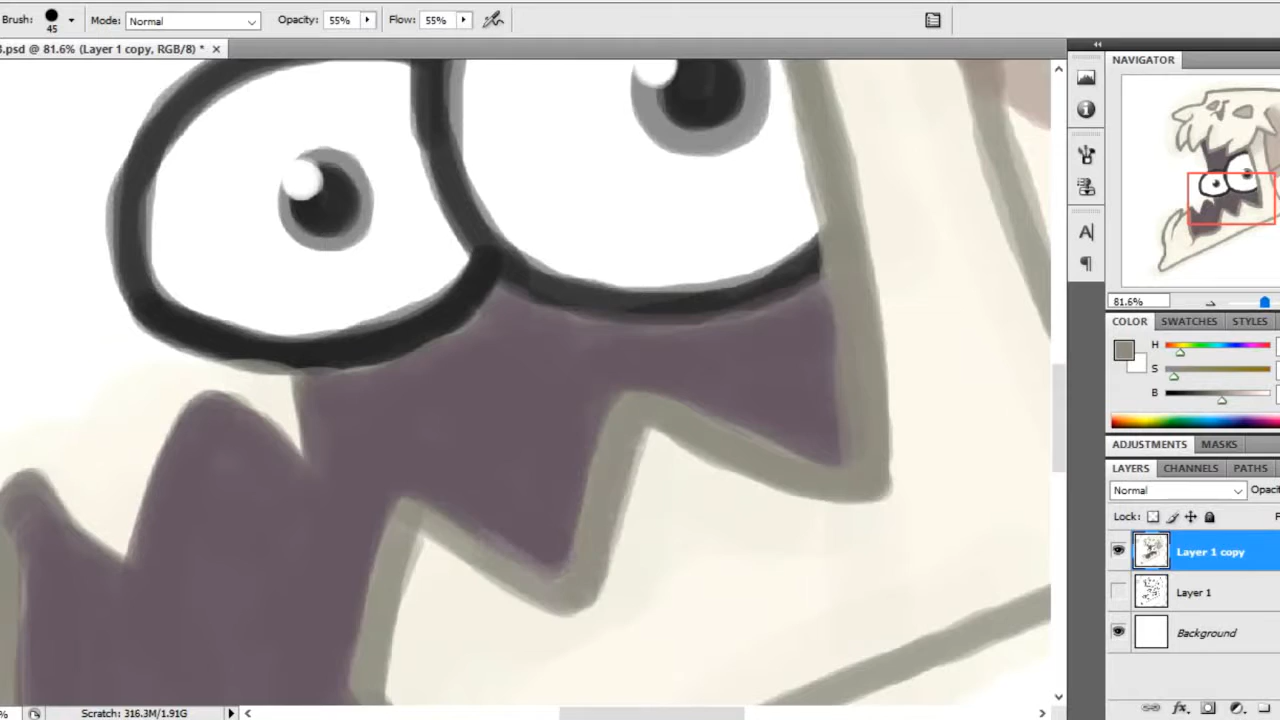 Brush: 45 Mode: Normal Opacity: 55% Flow: 55%
3.psd @ 81.6% (Layer 1 copy, RGB/8) *
NAVIGATOR
81.6%
COLOR SWATCHES STYLES
H
S
B
ADJUSTMENTS MASKS
LAYERS CHANNELS PATHS
Normal
Lock:
Layer 1 copy
Layer 1
Background
fx
% Scratch: 316.3M/1.91G